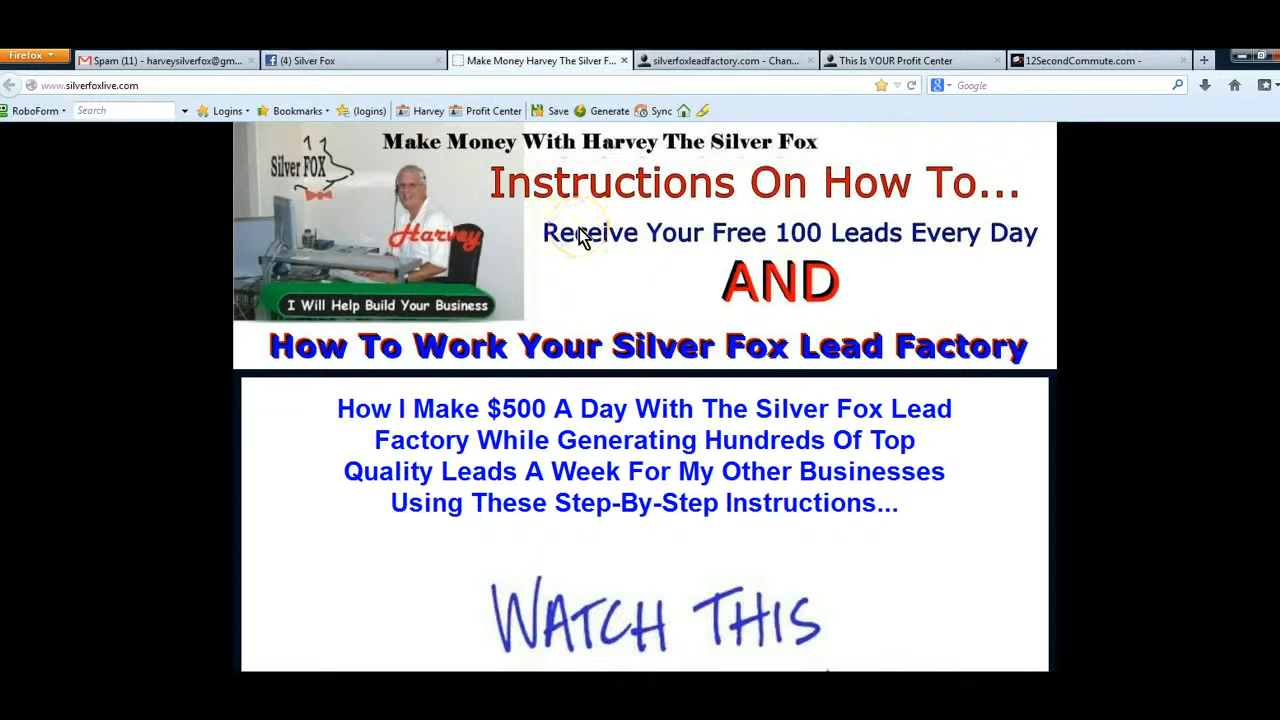 Firefox
Spam (11) - harveysilverfox@gm...
(4) Silver Fox
Make Money Harvey The Silver F...
silverfoxleadfactory.com - Chan...
This Is YOUR Profit Center
12SecondCommute.com -
www.silverfoxlive.com
Google
RoboForm
Search
Logins
Bookmarks
(logins)
Harvey
Profit Center
Save
Generate
Sync
Make Money With Harvey The Silver Fox
Silver FOX
Instructions On How To...
Harvey
Receive Your Free 100 Leads Every Day
AND
I Will Help Build Your Business
How To Work Your Silver Fox Lead Factory
How I Make $500 A Day With The Silver Fox Lead
Factory While Generating Hundreds Of Top
Quality Leads A Week For My Other Businesses
Using These Step-By-Step Instructions...
WATCH THIS